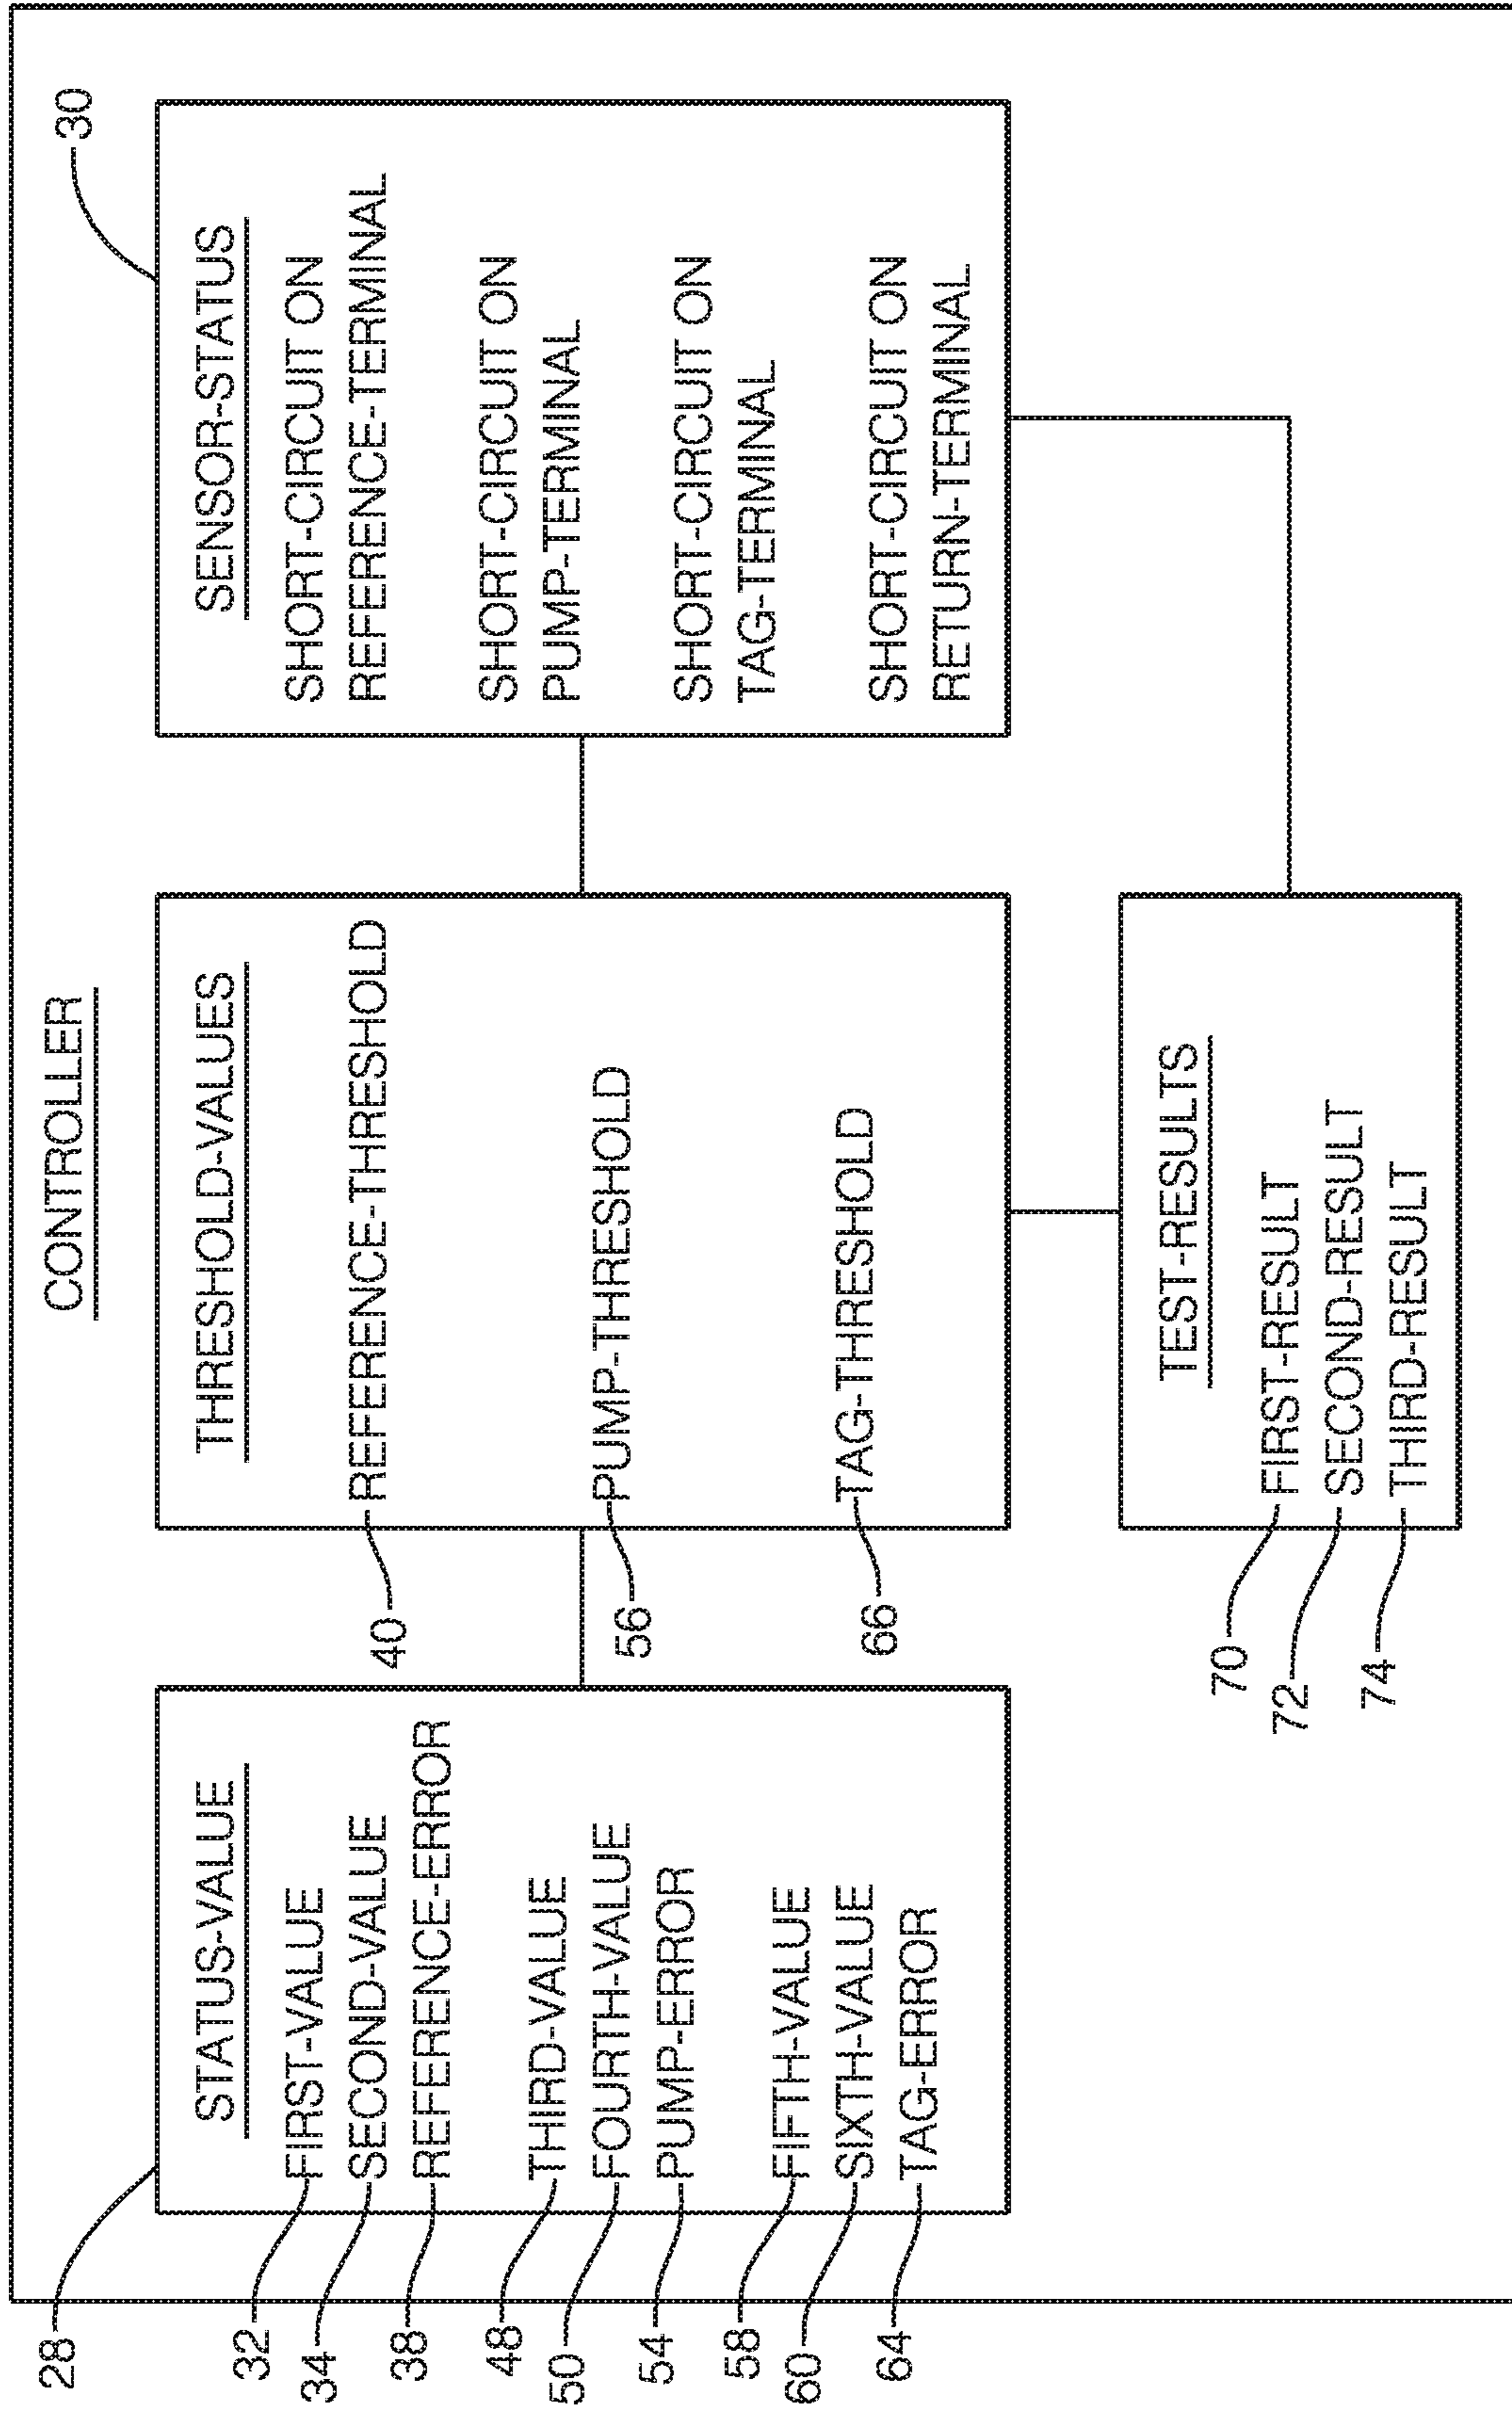 CONTROLLER
28
STATUS-VALUE
32
FIRST-VALUE
34
SECOND-VALUE
38
REFERENCE-ERROR
48
THIRD-VALUE
50
FOURTH-VALUE
54
PUMP-ERROR
58
FIFTH-VALUE
60
SIXTH-VALUE
64
TAG-ERROR
THRESHOLD-VALUES
40
REFERENCE-THRESHOLD
56
PUMP-THRESHOLD
66
TAG-THRESHOLD
30
SENSOR-STATUS
SHORT-CIRCUIT ON
REFERENCE-TERMINAL
SHORT-CIRCUIT ON
PUMP-TERMINAL
SHORT-CIRCUIT ON
TAG-TERMINAL
SHORT-CIRCUIT ON
RETURN-TERMINAL
TEST-RESULTS
70
FIRST-RESULT
72
SECOND-RESULT
74
THIRD-RESULT